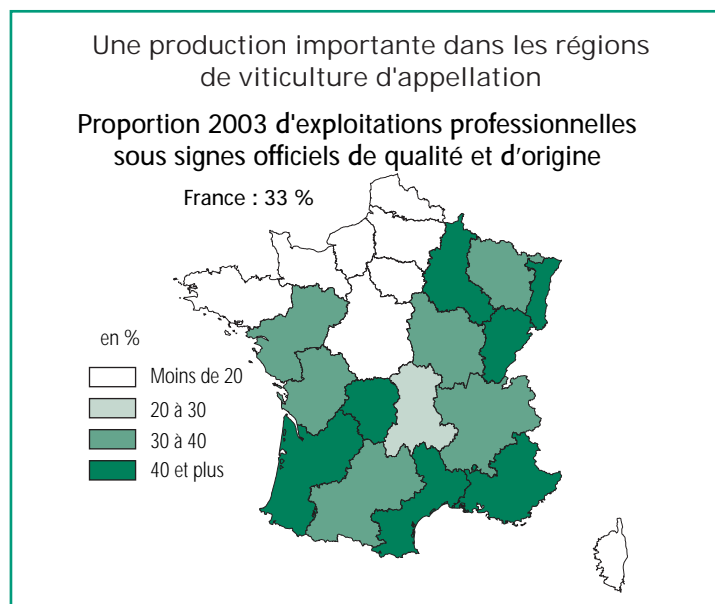 Une production importante dans les régions
de viticulture d'appellation
Proportion 2003 d'exploitations professionnelles
sous signes officiels de qualité et d'origine
France : 33 %
en %
Moins de 20
20 à 30
30 à 40
40 et plus